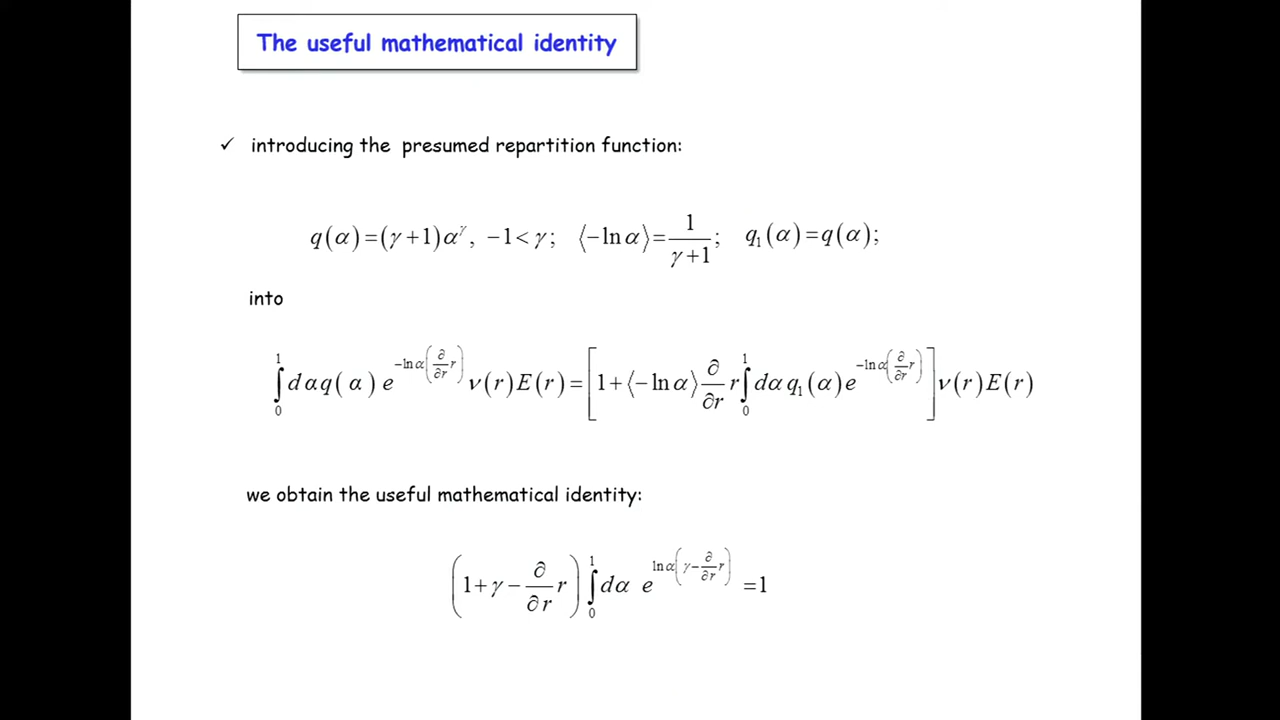 The useful mathematical identity
✓ introducing the presumed repartition function:
q(α)=(γ+1)α^γ, −1<γ; ⟨−ln α⟩=1/(γ+1); q₁(α)=q(α);
into
∫₀¹ dαq(α) e^{−ln α(∂/∂r r)} ν(r)E(r)=[1+⟨−ln α⟩ ∂/∂r r ∫₀¹ dα q₁(α) e^{−ln α(∂/∂r r)}] ν(r)E(r)
we obtain the useful mathematical identity:
(1+γ−∂/∂r r) ∫₀¹ dα e^{ln α(γ−∂/∂r r)} =1